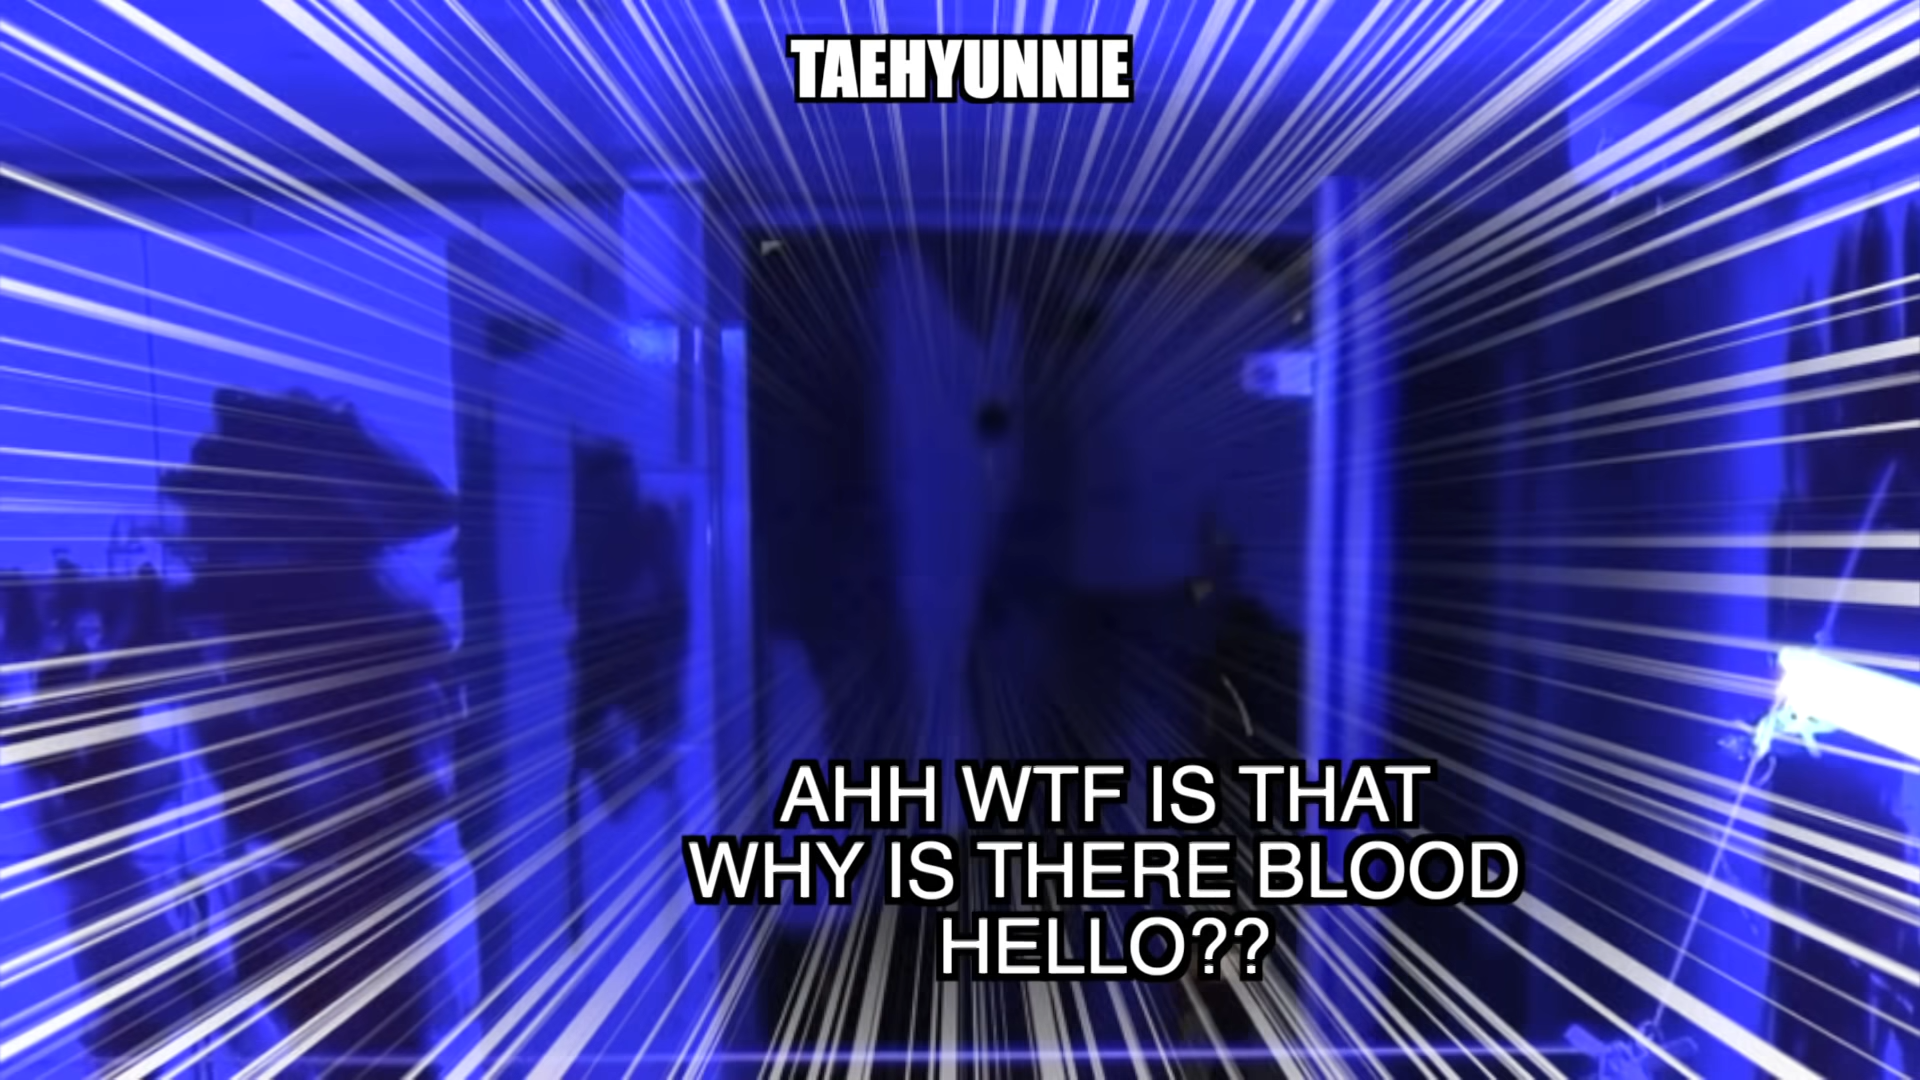 TAEHYUNNIE
AHH WTF IS THAT
WHY IS THERE BLOOD
HELLO??